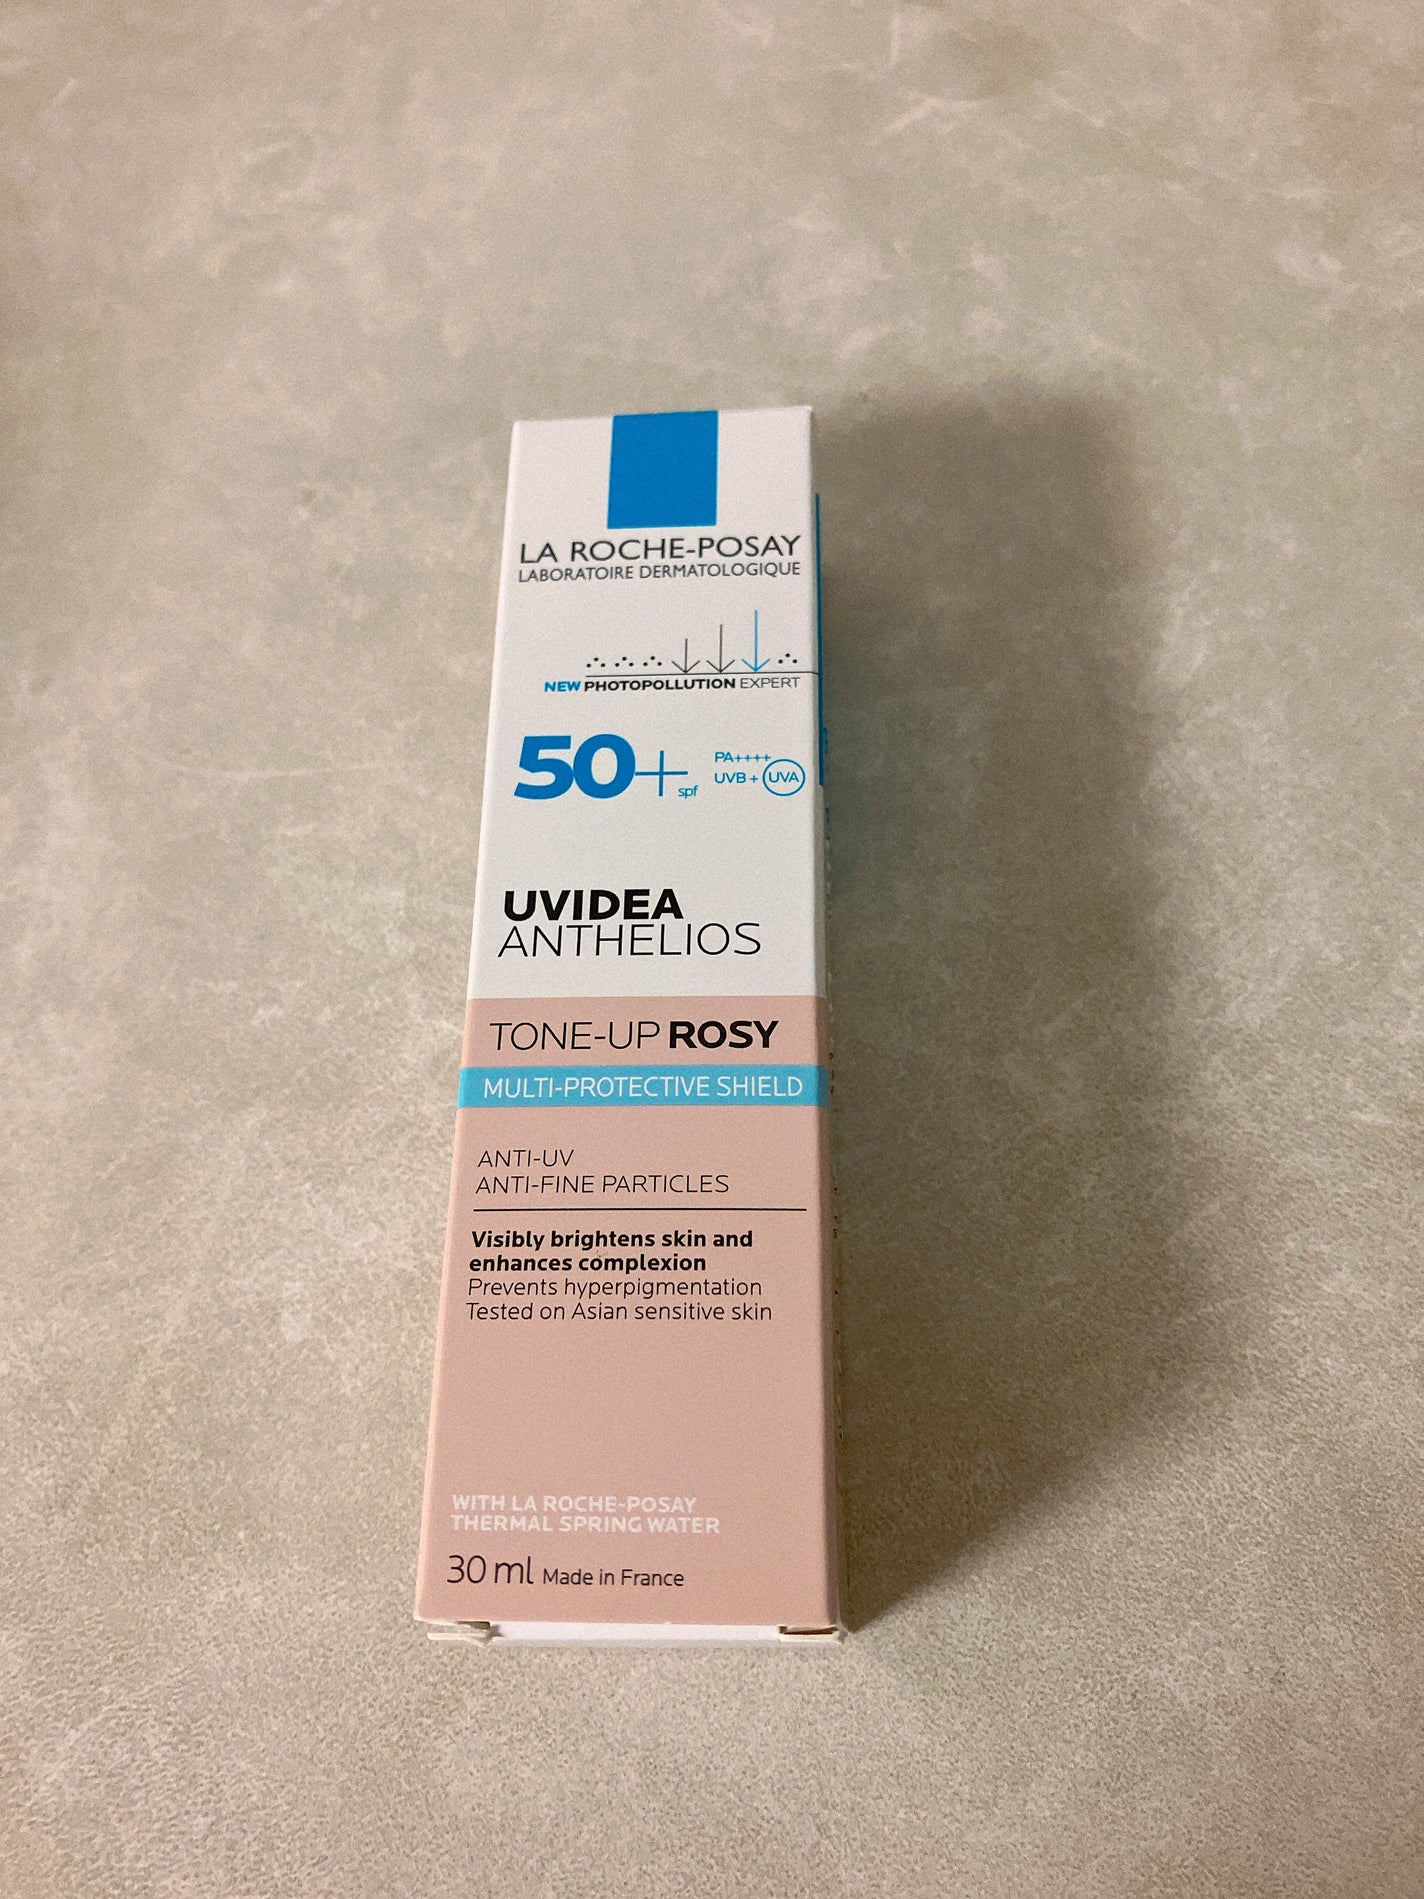 LA ROCHE-POSAY
LABORATOIRE DERMATOLOGIQUE
NEW PHOTOPOLLUTION EXPERT
50+ spf
PA++++
UVB + UVA
UVIDEA
ANTHELIOS
TONE-UP ROSY
MULTI-PROTECTIVE SHIELD
ANTI-UV
ANTI-FINE PARTICLES
Visibly brightens skin and
enhances complexion
Prevents hyperpigmentation
Tested on Asian sensitive skin
WITH LA ROCHE-POSAY
THERMAL SPRING WATER
30 ml Made in France